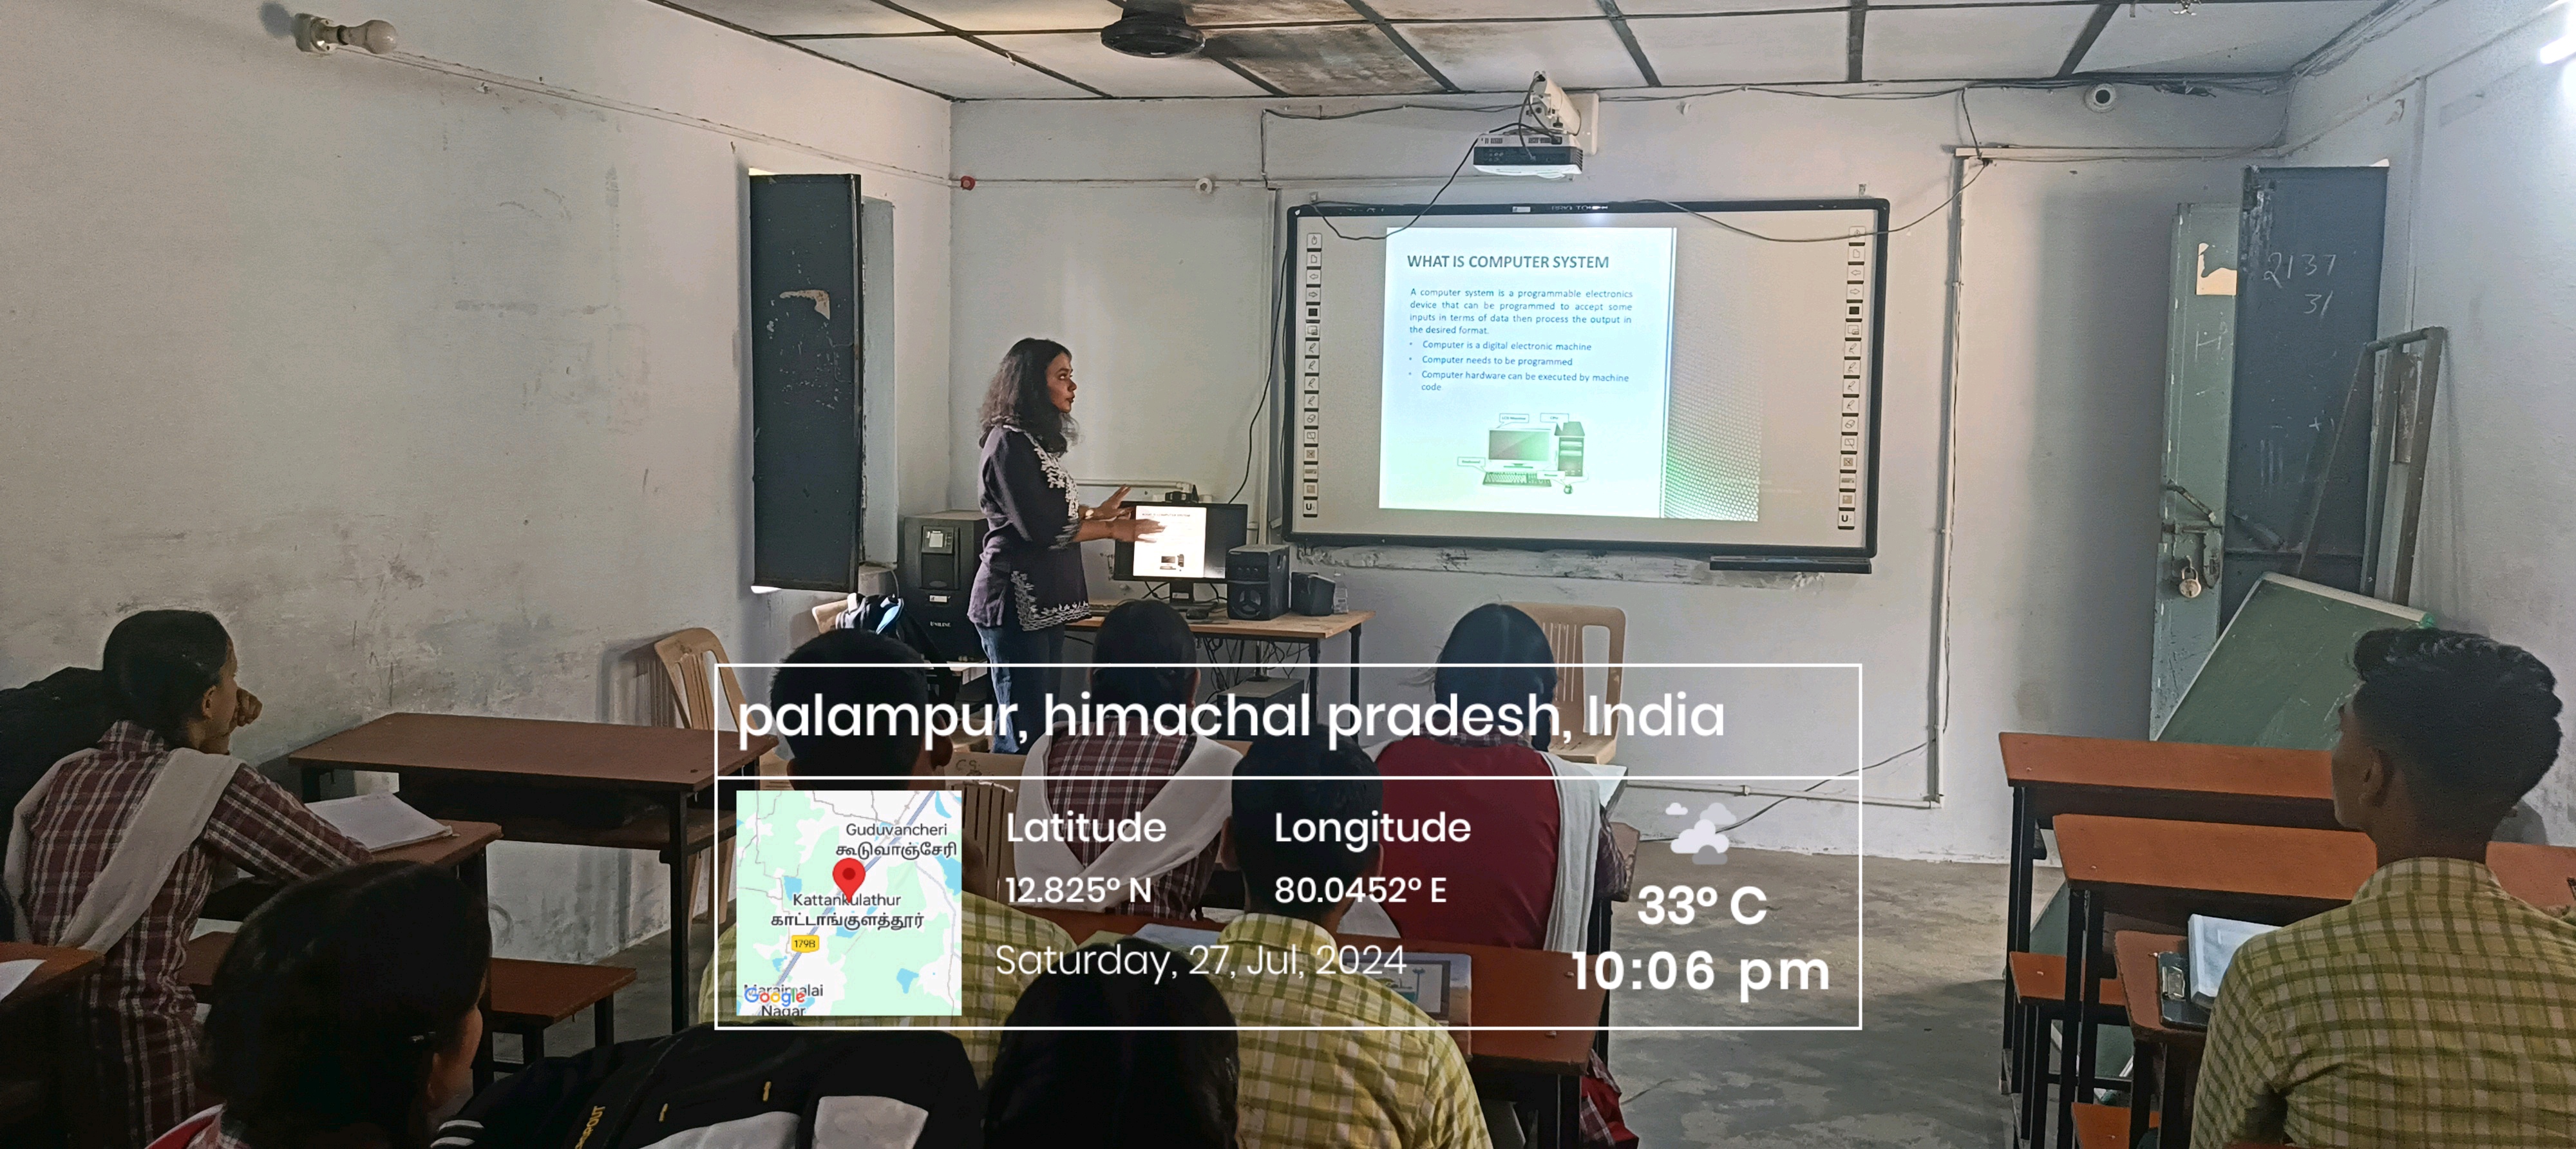 WHAT IS COMPUTER SYSTEM
A computer system is a programmable electronics
device that can be programmed to accept some
inputs in terms of data then process the output in
the desired format.
• Computer is a digital electronic machine
• Computer needs to be programmed
• Computer hardware can be executed by machine
code
2137
31
palampur, himachal pradesh, India
Guduvancheri
கூடுவாஞ்சேரி
Kattankulathur
காட்டாங்குளத்தூர்
179B
Maraimalai
Nagar
Google
Latitude
12.825° N
Longitude
80.0452° E
Saturday, 27, Jul, 2024
33° C
10:06 pm